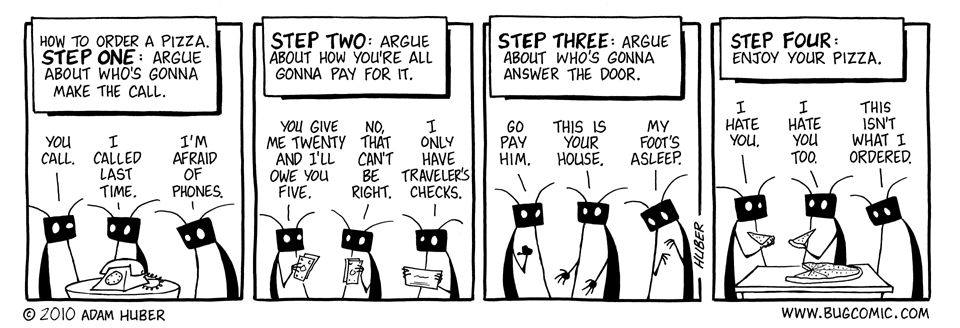 HOW TO ORDER A PIZZA.
STEP ONE: ARGUE
ABOUT WHO'S GONNA
MAKE THE CALL.
YOU
CALL.
I
CALLED
LAST
TIME.
I'M
AFRAID
OF
PHONES.
STEP TWO: ARGUE
ABOUT HOW YOU'RE ALL
GONNA PAY FOR IT.
YOU GIVE
ME TWENTY
AND I'LL
OWE YOU
FIVE.
NO,
THAT
CAN'T
BE
RIGHT.
I
ONLY
HAVE
TRAVELER'S
CHECKS.
STEP THREE: ARGUE
ABOUT WHO'S GONNA
ANSWER THE DOOR.
GO
PAY
HIM.
THIS IS
YOUR
HOUSE.
MY
FOOT'S
ASLEEP.
HUBER
STEP FOUR:
ENJOY YOUR PIZZA.
I
HATE
YOU.
I
HATE
YOU
TOO.
THIS
ISN'T
WHAT I
ORDERED.
© 2010 ADAM HUBER
WWW.BUGCOMIC.COM